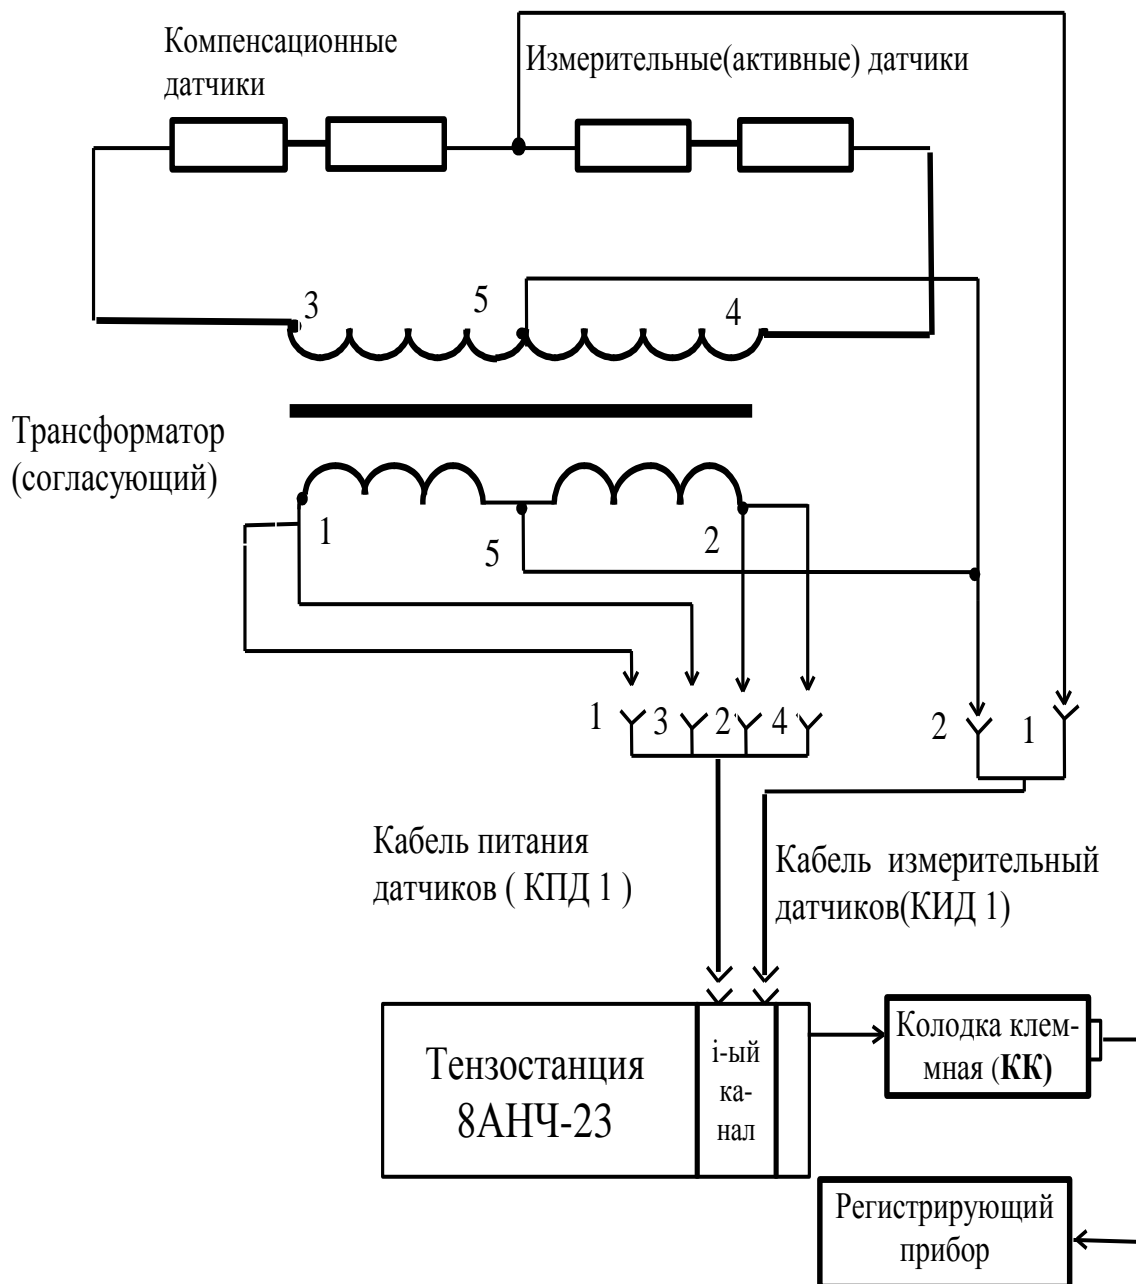 Компенсационные
датчики
Измерительные(активные) датчики
3
5
4
Трансформатор
(согласующий)
1
5
2
1
3
2
4
2
1
Кабель питания
датчиков ( КПД 1 )
Кабель измерительный
датчиков(КИД 1)
Тензостанция
8АНЧ-23
i-ый
ка-
нал
Колодка клем-
мная (КК)
Регистрирующий
прибор